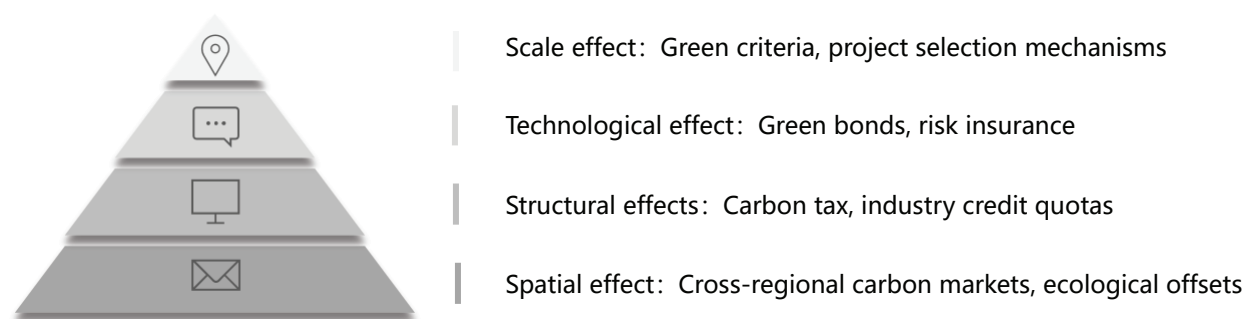 Scale effect：Green criteria, project selection mechanisms
Technological effect：Green bonds, risk insurance
Structural effects：Carbon tax, industry credit quotas
Spatial effect：Cross-regional carbon markets, ecological offsets